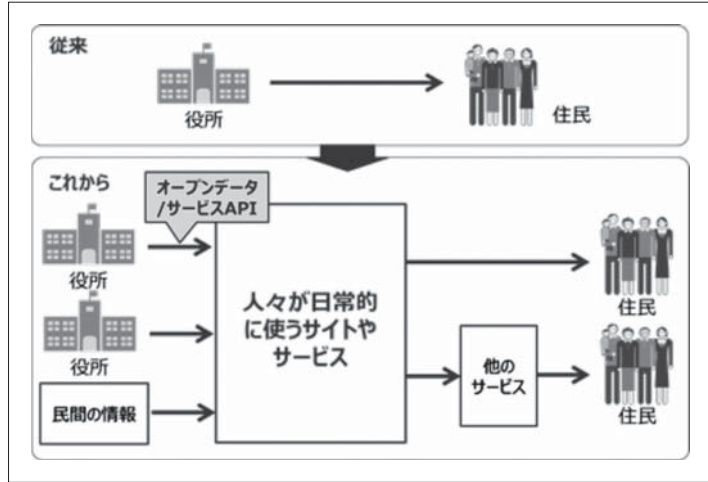 従来
役所
住民
これから
オープンデータ
/サービスAPI
役所
役所
民間の情報
人々が日常的
に使うサイトや
サービス
他の
サービス
住民
住民